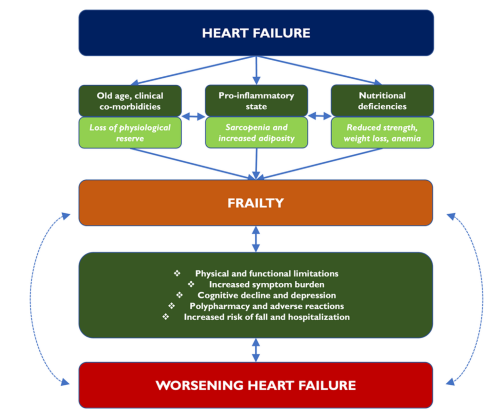 HEART FAILURE
Old age, clinical
co-morbidities
Pro-inflammatory
state
Nutritional
deficiencies
Loss of physiological
reserve
Sarcopenia and
increased adiposity
Reduced strength,
weight loss, anemia
FRAILTY
❖ Physical and functional limitations
❖ Increased symptom burden
❖ Cognitive decline and depression
❖ Polypharmacy and adverse reactions
❖ Increased risk of fall and hospitalization
WORSENING HEART FAILURE